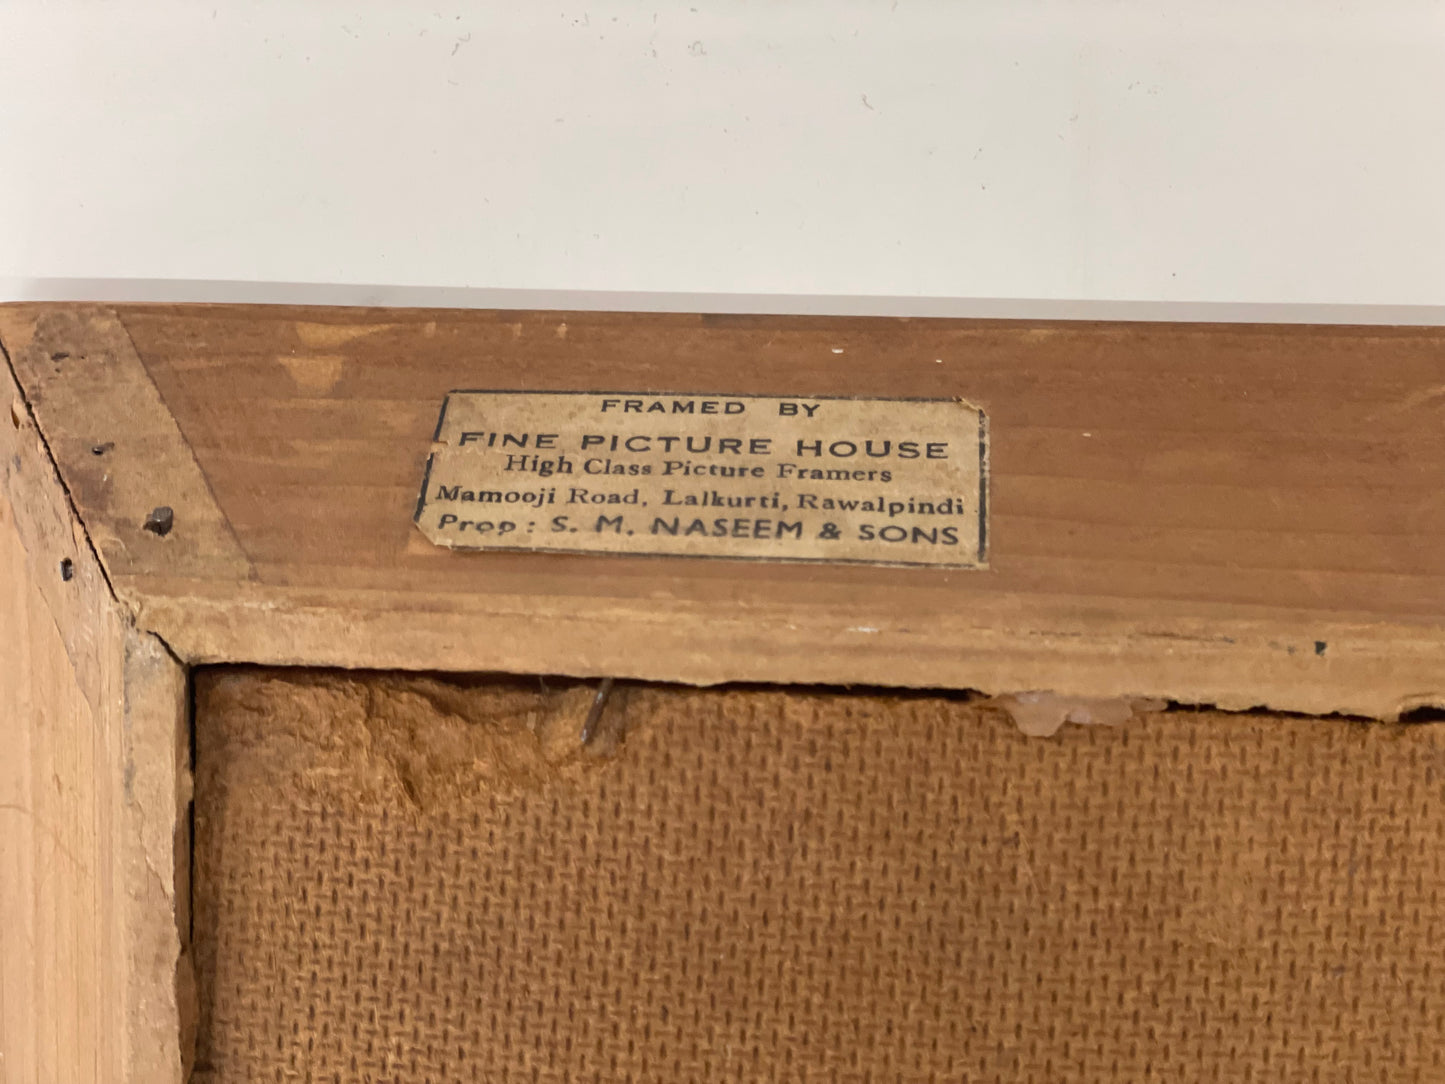 FRAMED BY
FINE PICTURE HOUSE
High Class Picture Framers
Mamooji Road, Lalkurti, Rawalpindi
Prop : S. M. NASEEM & SONS